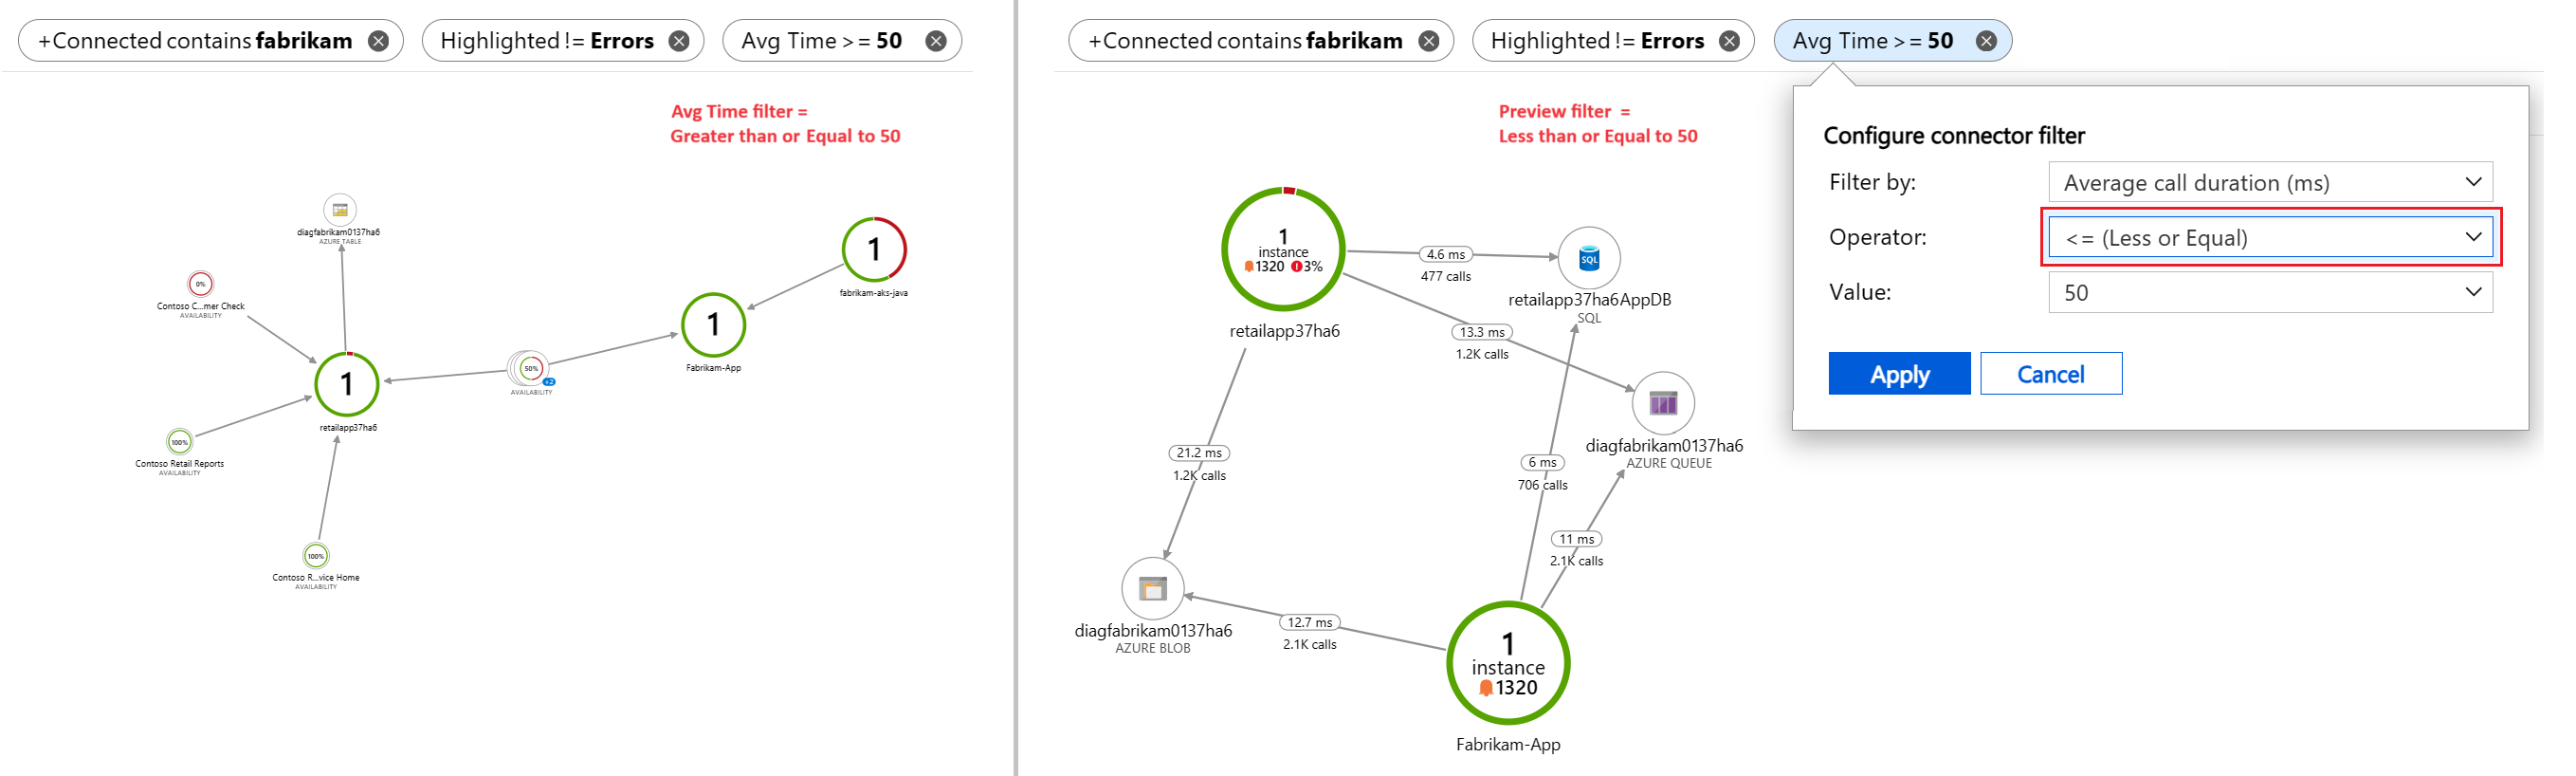 +Connected contains fabrikam
Highlighted != Errors
Avg Time >= 50
Avg Time filter =
Greater than or Equal to 50
diagfabrikam0137ha6
AZURE TABLE
0%
Contoso C...mer Check
AVAILABILITY
1
fabrikam-aks-java
1
Fabrikam-App
50%
+2
AVAILABILITY
1
retailapp37ha6
100%
Contoso Retail Reports
AVAILABILITY
100%
Contoso R...vice Home
AVAILABILITY
+Connected contains fabrikam
Highlighted != Errors
Avg Time >= 50
Preview filter =
Less than or Equal to 50
1
instance
1320 3%
retailapp37ha6
4.6 ms
477 calls
SQL
retailapp37ha6AppDB
SQL
13.3 ms
1.2K calls
diagfabrikam0137ha6
AZURE QUEUE
21.2 ms
1.2K calls
6 ms
706 calls
11 ms
2.1K calls
diagfabrikam0137ha6
AZURE BLOB
12.7 ms
2.1K calls
1
instance
1320
Fabrikam-App
Configure connector filter
Filter by: Average call duration (ms)
Operator: <= (Less or Equal)
Value: 50
Apply Cancel